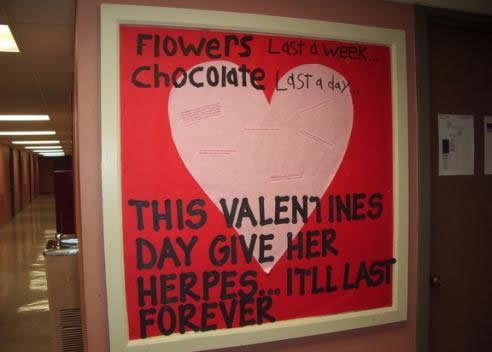 FlOWERS Last a week...
CHocolate Last a day...
THIS VALENTINES
DAY GIVE HER
HERPES...ITLL LAST
FOREVER